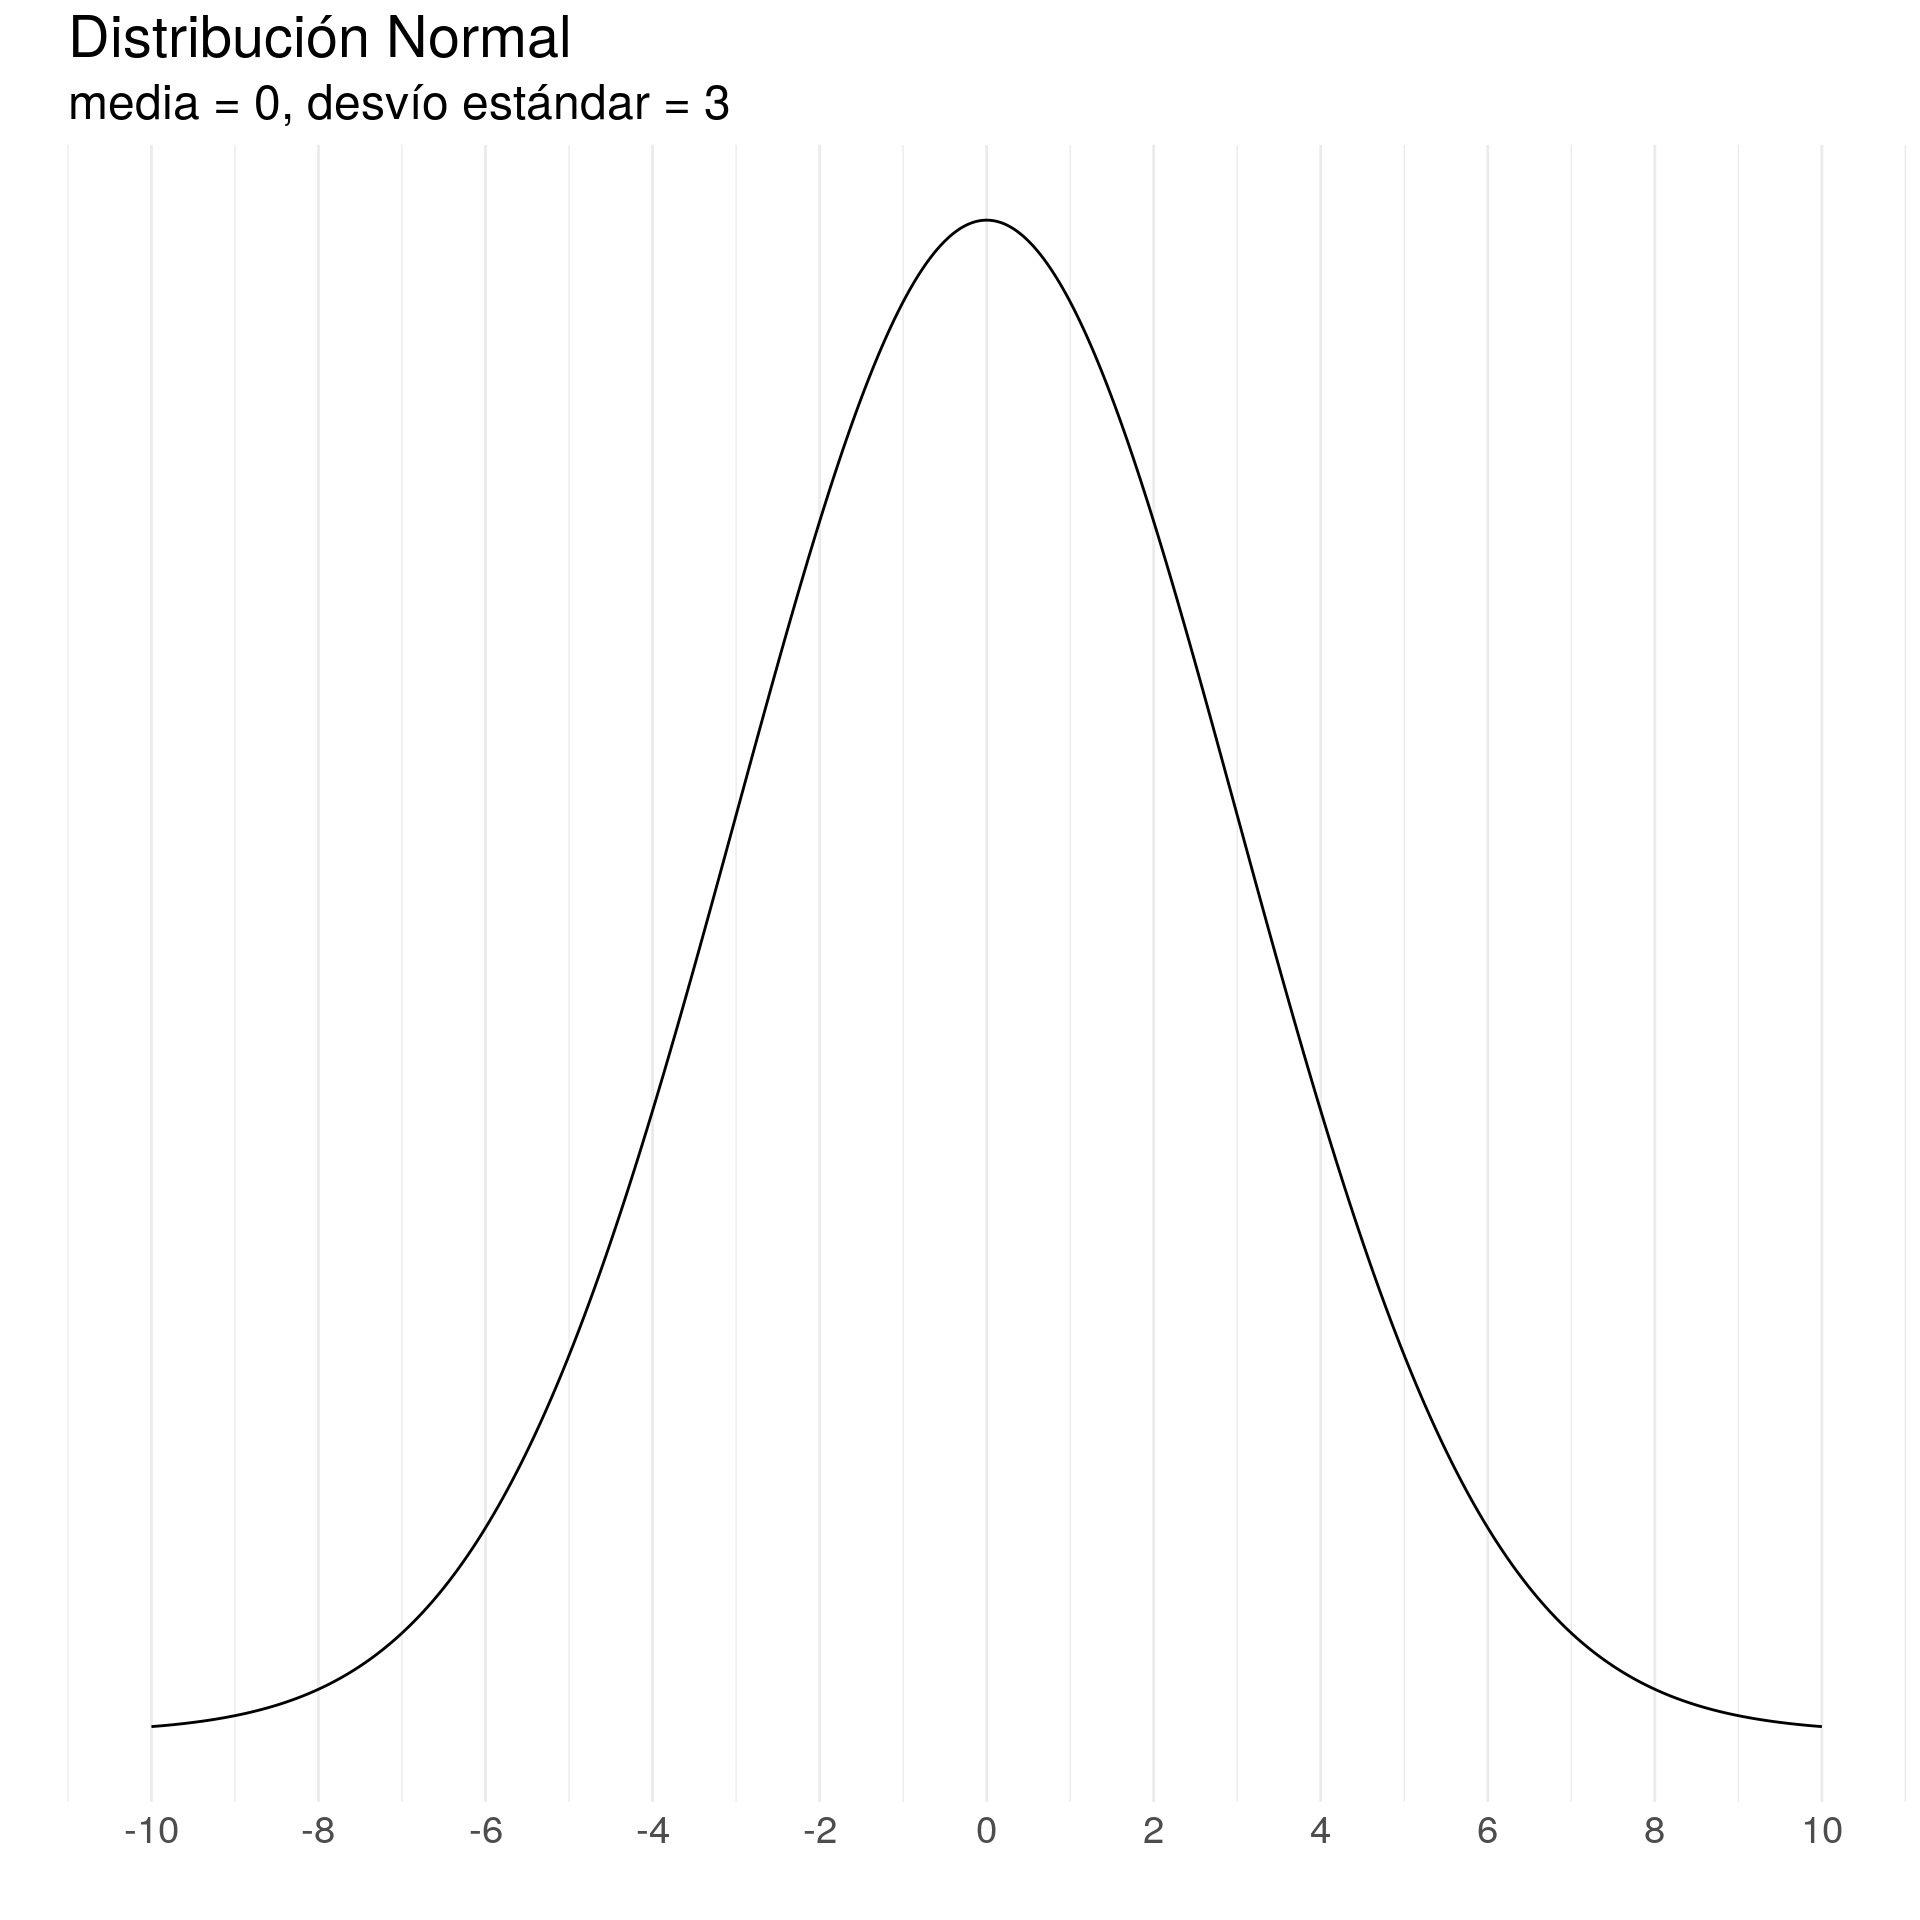 Distribución Normal
media = 0, desvío estándar = 3
-10 -8 -6 -4 -2 0 2 4 6 8 10